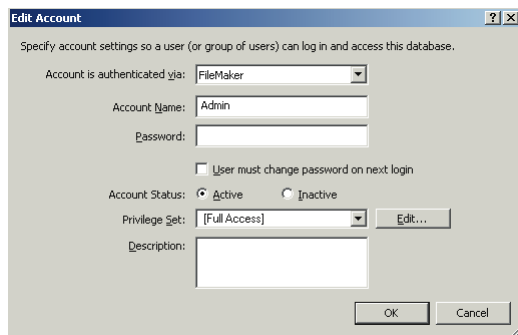 Edit Account
Specify account settings so a user (or group of users) can log in and access this database.
Account is authenticated via: FileMaker
Account Name: Admin
Password:
User must change password on next login
Account Status: Active Inactive
Privilege Set: [Full Access] Edit...
Description:
OK Cancel